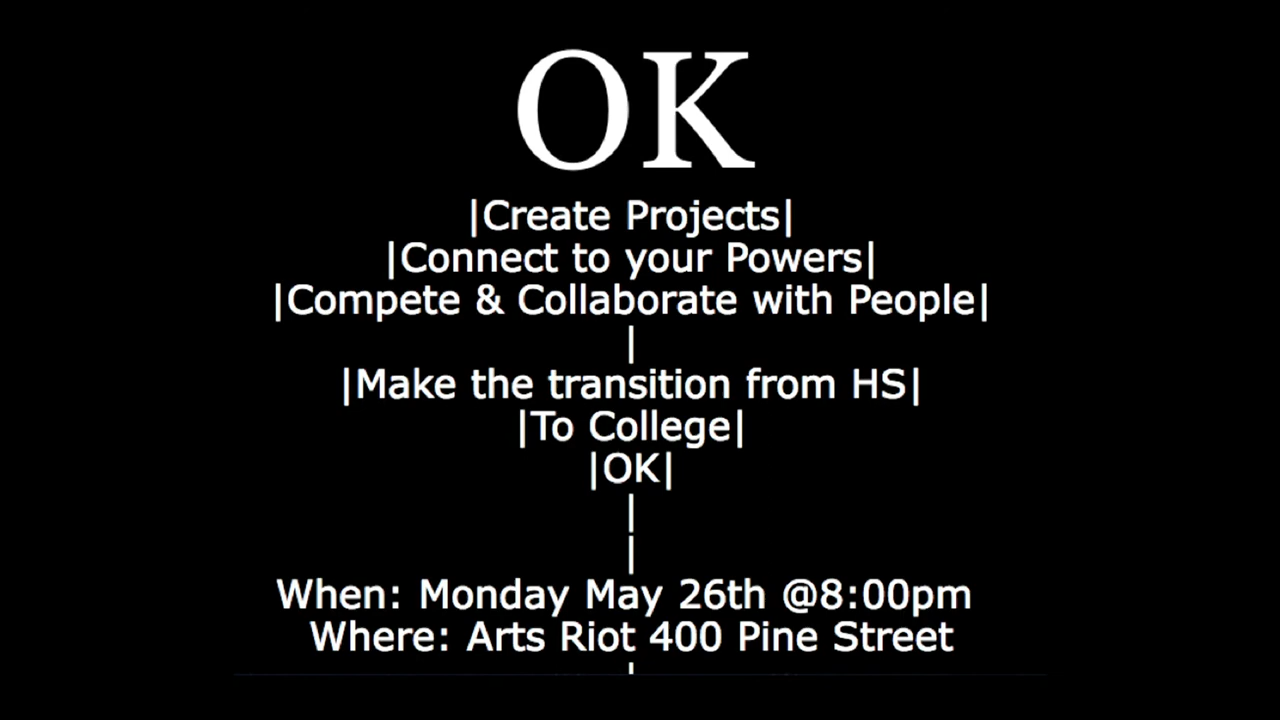 OK
|Create Projects|
|Connect to your Powers|
|Compete & Collaborate with People|
|
|Make the transition from HS|
|To College|
|OK|
|
|
When: Monday May 26th @8:00pm
Where: Arts Riot 400 Pine Street
|